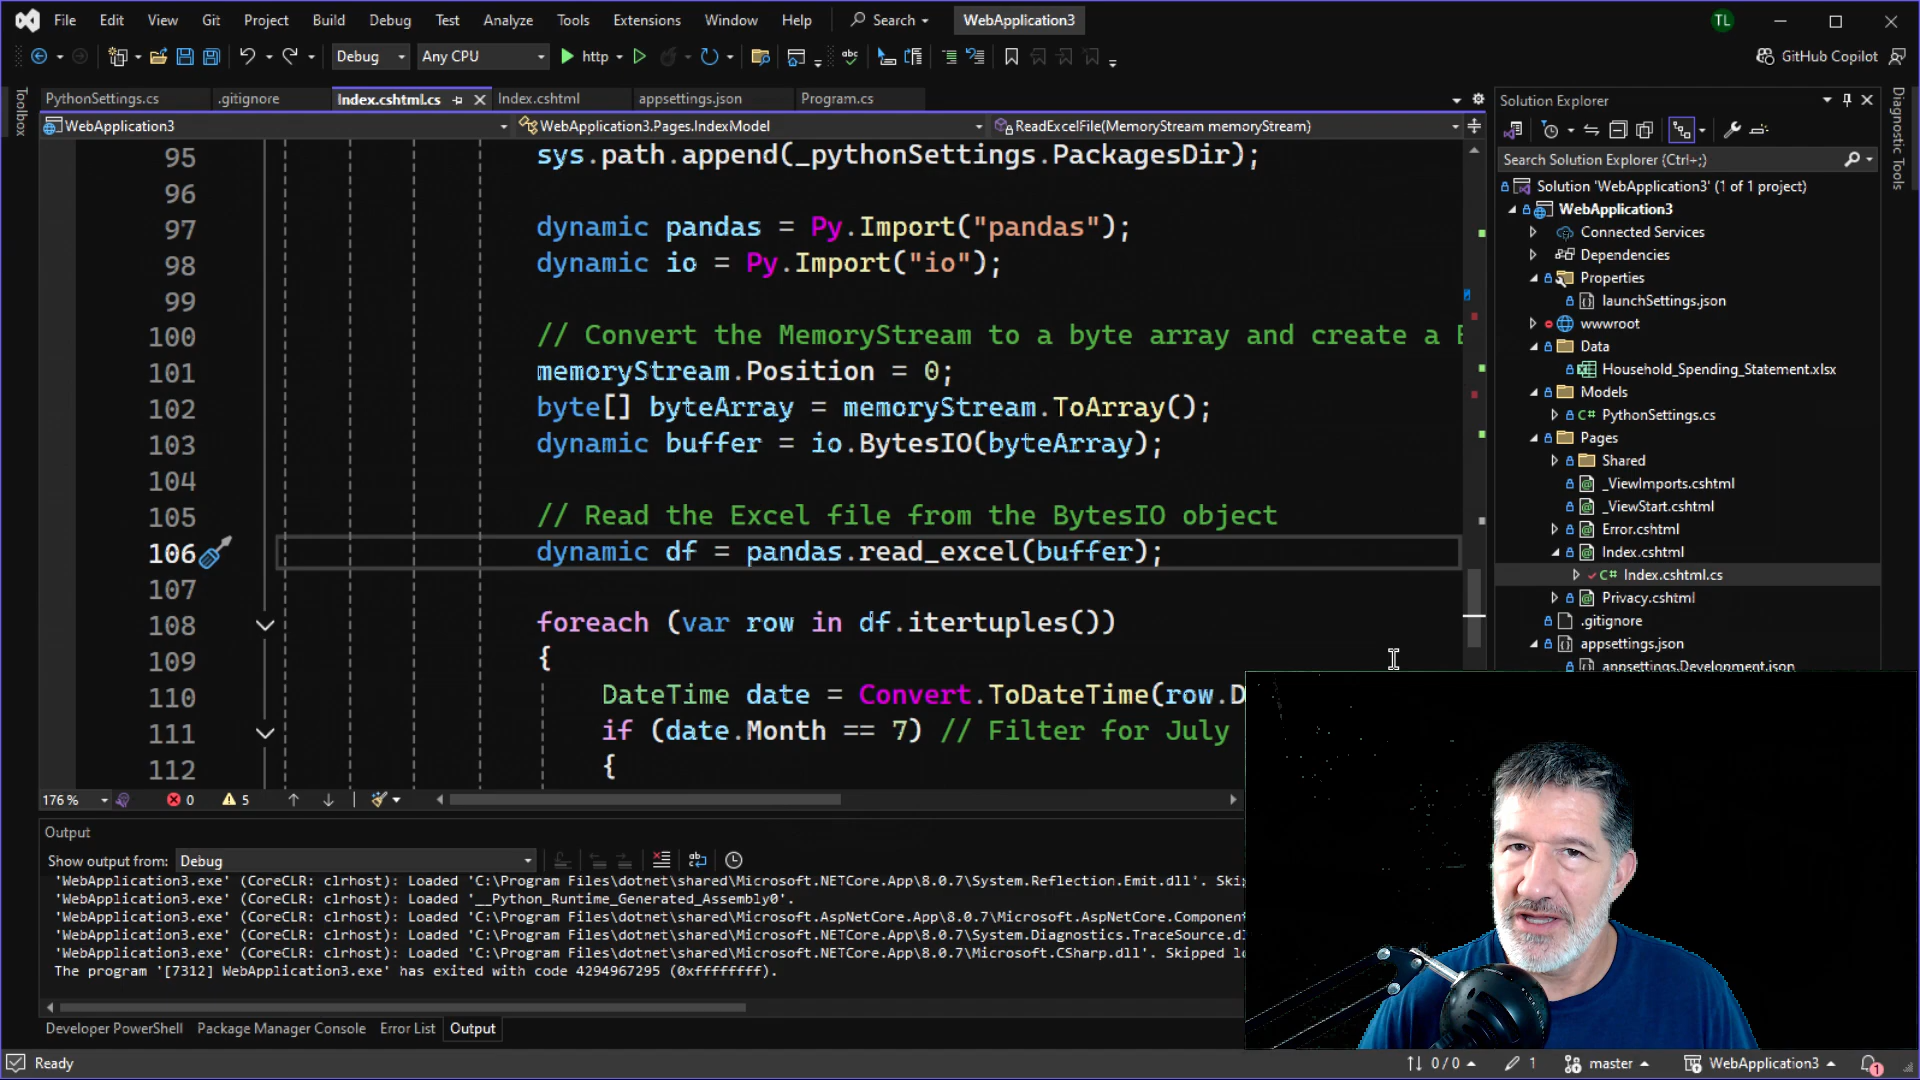 File Edit View Git Project Build Debug Test Analyze Tools Extensions Window Help Search WebApplication3 TL
Debug Any CPU http GitHub Copilot
Toolbox
PythonSettings.cs .gitignore Index.cshtml.cs Index.cshtml appsettings.json Program.cs
WebApplication3 WebApplication3.Pages.IndexModel ReadExcelFile(MemoryStream memoryStream)
95 sys.path.append(_pythonSettings.PackagesDir);
96
97 dynamic pandas = Py.Import("pandas");
98 dynamic io = Py.Import("io");
99
100 // Convert the MemoryStream to a byte array and create a
101 memoryStream.Position = 0;
102 byte[] byteArray = memoryStream.ToArray();
103 dynamic buffer = io.BytesIO(byteArray);
104
105 // Read the Excel file from the BytesIO object
106 dynamic df = pandas.read_excel(buffer);
107
108 foreach (var row in df.itertuples())
109 {
110 DateTime date = Convert.ToDateTime(row.D
111 if (date.Month == 7) // Filter for July
112 {
176 % 0 5
Output
Show output from: Debug
'WebApplication3.exe' (CoreCLR: clrhost): Loaded 'C:\Program Files\dotnet\shared\Microsoft.NETCore.App\8.0.7\System.Reflection.Emit.dll'. Skip
'WebApplication3.exe' (CoreCLR: clrhost): Loaded '__Python_Runtime_Generated_Assembly0'.
'WebApplication3.exe' (CoreCLR: clrhost): Loaded 'C:\Program Files\dotnet\shared\Microsoft.AspNetCore.App\8.0.7\Microsoft.AspNetCore.Component
'WebApplication3.exe' (CoreCLR: clrhost): Loaded 'C:\Program Files\dotnet\shared\Microsoft.NETCore.App\8.0.7\System.Diagnostics.TraceSource.dl
'WebApplication3.exe' (CoreCLR: clrhost): Loaded 'C:\Program Files\dotnet\shared\Microsoft.NETCore.App\8.0.7\Microsoft.CSharp.dll'. Skipped lo
The program '[7312] WebApplication3.exe' has exited with code 4294967295 (0xffffffff).
Developer PowerShell Package Manager Console Error List Output
Solution Explorer
Search Solution Explorer (Ctrl+;)
Solution 'WebApplication3' (1 of 1 project)
WebApplication3
Connected Services
Dependencies
Properties
launchSettings.json
wwwroot
Data
Household_Spending_Statement.xlsx
Models
C# PythonSettings.cs
Pages
Shared
_ViewImports.cshtml
_ViewStart.cshtml
Error.cshtml
Index.cshtml
C# Index.cshtml.cs
Privacy.cshtml
.gitignore
appsettings.json
appsettings.Development.json
Diagnostic Tools
Ready 0 / 0 1 master WebApplication3 1